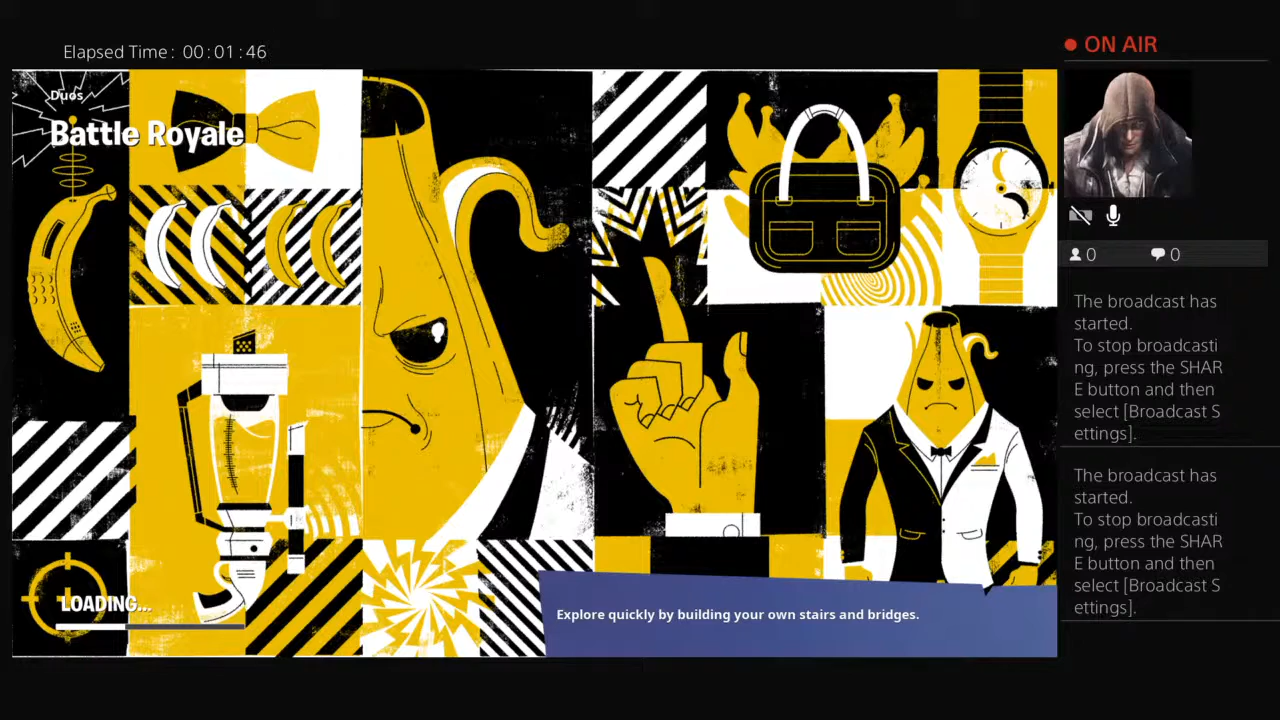 Elapsed Time: 00:01:46
ON AIR
Duos
Battle Royale
0
0
The broadcast has
started.
To stop broadcasti
ng, press the SHAR
E button and then
select [Broadcast S
ettings].
The broadcast has
started.
To stop broadcasti
ng, press the SHAR
E button and then
select [Broadcast S
ettings].
LOADING...
Explore quickly by building your own stairs and bridges.